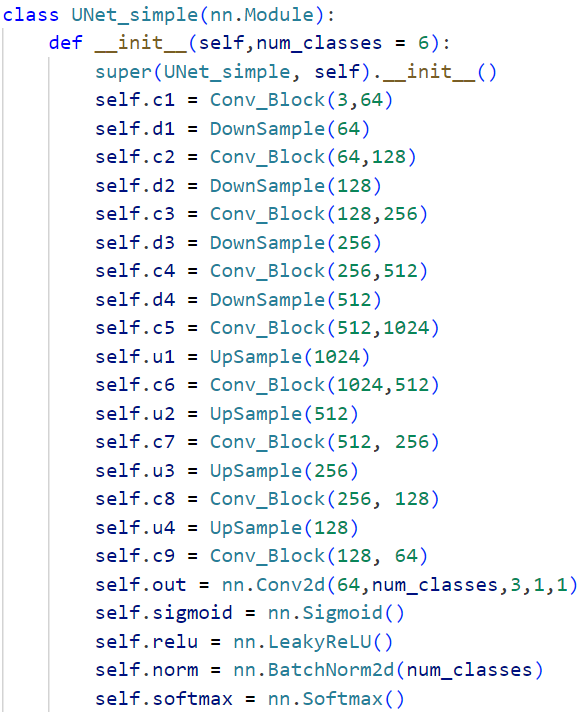 class UNet_simple(nn.Module):
    def __init__(self,num_classes = 6):
        super(UNet_simple, self).__init__()
        self.c1 = Conv_Block(3,64)
        self.d1 = DownSample(64)
        self.c2 = Conv_Block(64,128)
        self.d2 = DownSample(128)
        self.c3 = Conv_Block(128,256)
        self.d3 = DownSample(256)
        self.c4 = Conv_Block(256,512)
        self.d4 = DownSample(512)
        self.c5 = Conv_Block(512,1024)
        self.u1 = UpSample(1024)
        self.c6 = Conv_Block(1024,512)
        self.u2 = UpSample(512)
        self.c7 = Conv_Block(512, 256)
        self.u3 = UpSample(256)
        self.c8 = Conv_Block(256, 128)
        self.u4 = UpSample(128)
        self.c9 = Conv_Block(128, 64)
        self.out = nn.Conv2d(64,num_classes,3,1,1)
        self.sigmoid = nn.Sigmoid()
        self.relu = nn.LeakyReLU()
        self.norm = nn.BatchNorm2d(num_classes)
        self.softmax = nn.Softmax()